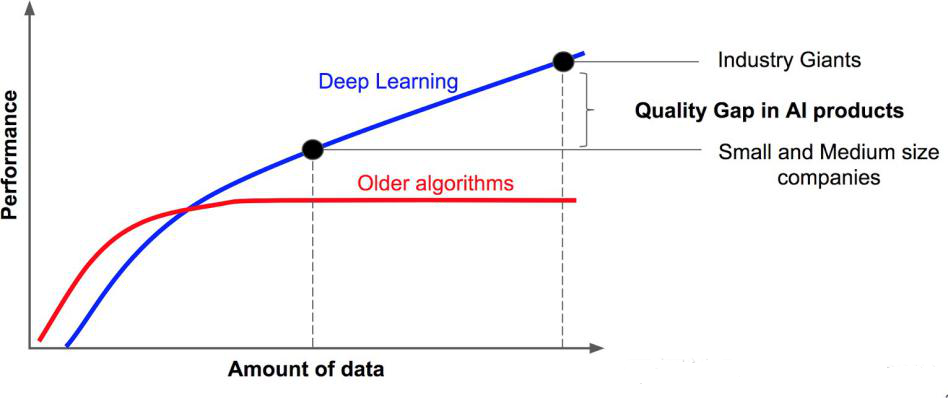 Industry Giants
Deep Learning
Quality Gap in AI products
Small and Medium size
companies
Older algorithms
Performance
Amount of data